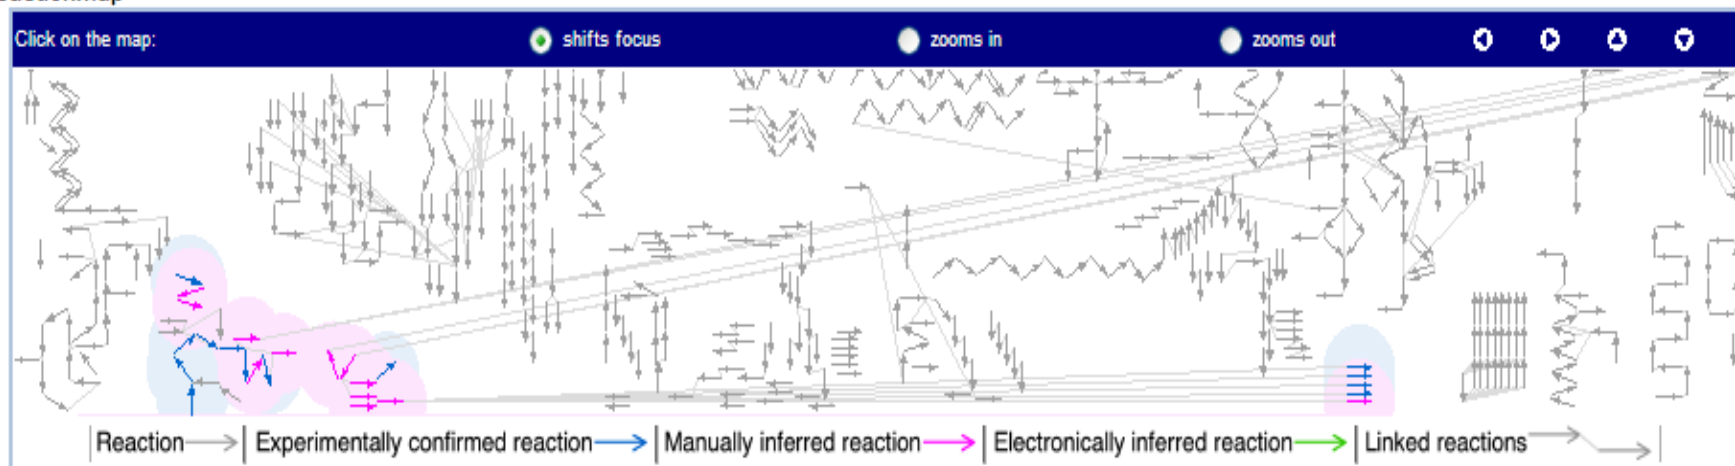 Click on the map: shifts focus zooms in zooms out
Reaction Experimentally confirmed reaction Manually inferred reaction Electronically inferred reaction Linked reactions